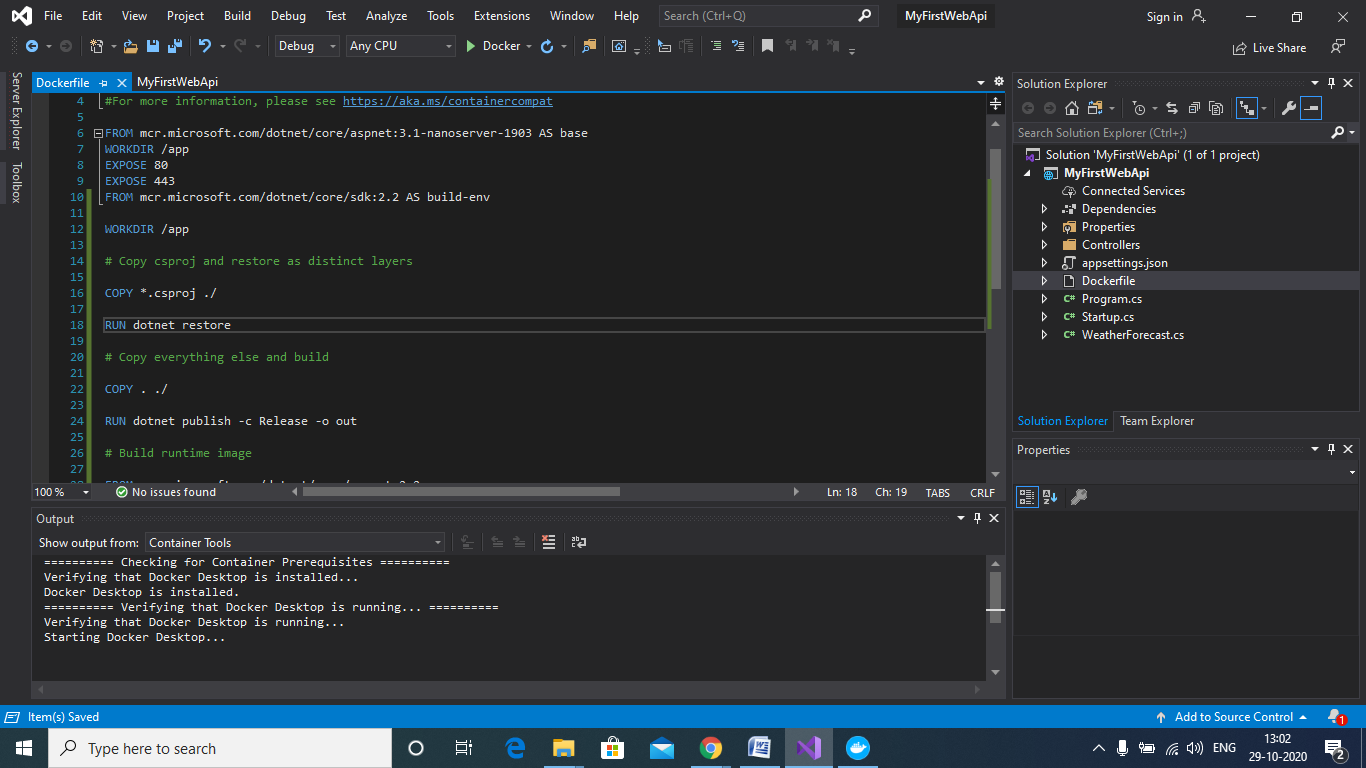 File Edit View Project Build Debug Test Analyze Tools Extensions Window Help Search (Ctrl+Q) MyFirstWebApi Sign in
Debug Any CPU Docker Live Share
Server Explorer
Toolbox
Dockerfile MyFirstWebApi
4 #For more information, please see https://aka.ms/containercompat
5
6 FROM mcr.microsoft.com/dotnet/core/aspnet:3.1-nanoserver-1903 AS base
7 WORKDIR /app
8 EXPOSE 80
9 EXPOSE 443
10 FROM mcr.microsoft.com/dotnet/core/sdk:2.2 AS build-env
11
12 WORKDIR /app
13
14 # Copy csproj and restore as distinct layers
15
16 COPY *.csproj ./
17
18 RUN dotnet restore
19
20 # Copy everything else and build
21
22 COPY . ./
23
24 RUN dotnet publish -c Release -o out
25
26 # Build runtime image
27
100 % No issues found Ln: 18 Ch: 19 TABS CRLF
Output
Show output from: Container Tools
========== Checking for Container Prerequisites ==========
Verifying that Docker Desktop is installed...
Docker Desktop is installed.
========== Verifying that Docker Desktop is running... ==========
Verifying that Docker Desktop is running...
Starting Docker Desktop...
Solution Explorer
Search Solution Explorer (Ctrl+;)
Solution 'MyFirstWebApi' (1 of 1 project)
MyFirstWebApi
Connected Services
Dependencies
Properties
Controllers
appsettings.json
Dockerfile
C# Program.cs
C# Startup.cs
C# WeatherForecast.cs
Solution Explorer Team Explorer
Properties
Item(s) Saved Add to Source Control 1
Type here to search ENG 13:02
29-10-2020 2